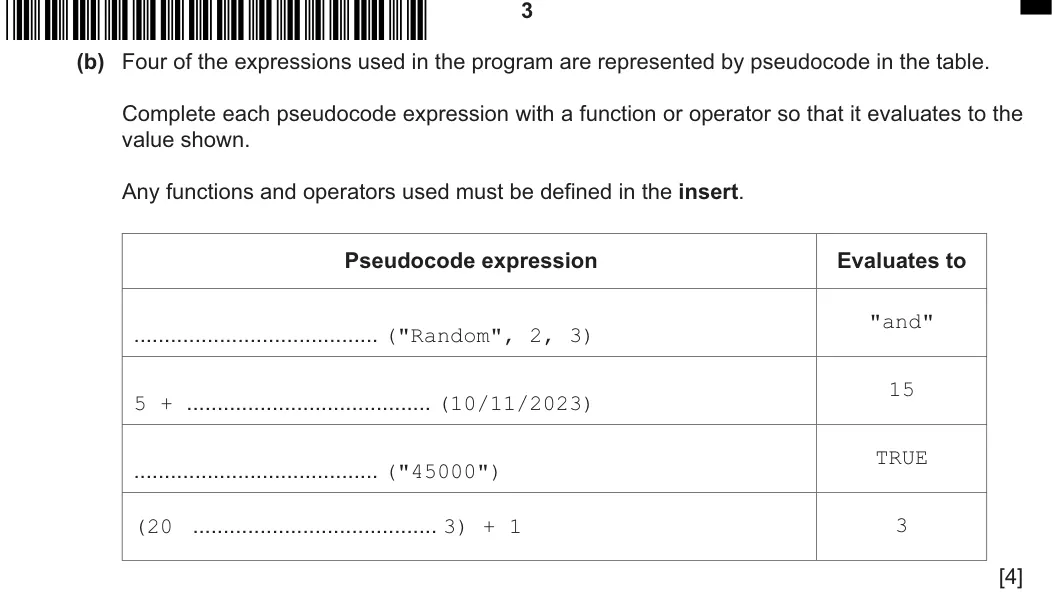 3
(b) Four of the expressions used in the program are represented by pseudocode in the table.
Complete each pseudocode expression with a function or operator so that it evaluates to the
value shown.
Any functions and operators used must be defined in the insert.
Pseudocode expression Evaluates to
........................................ ("Random", 2, 3) "and"
5 + ........................................ (10/11/2023) 15
........................................ ("45000") TRUE
(20 ........................................ 3) + 1 3
[4]